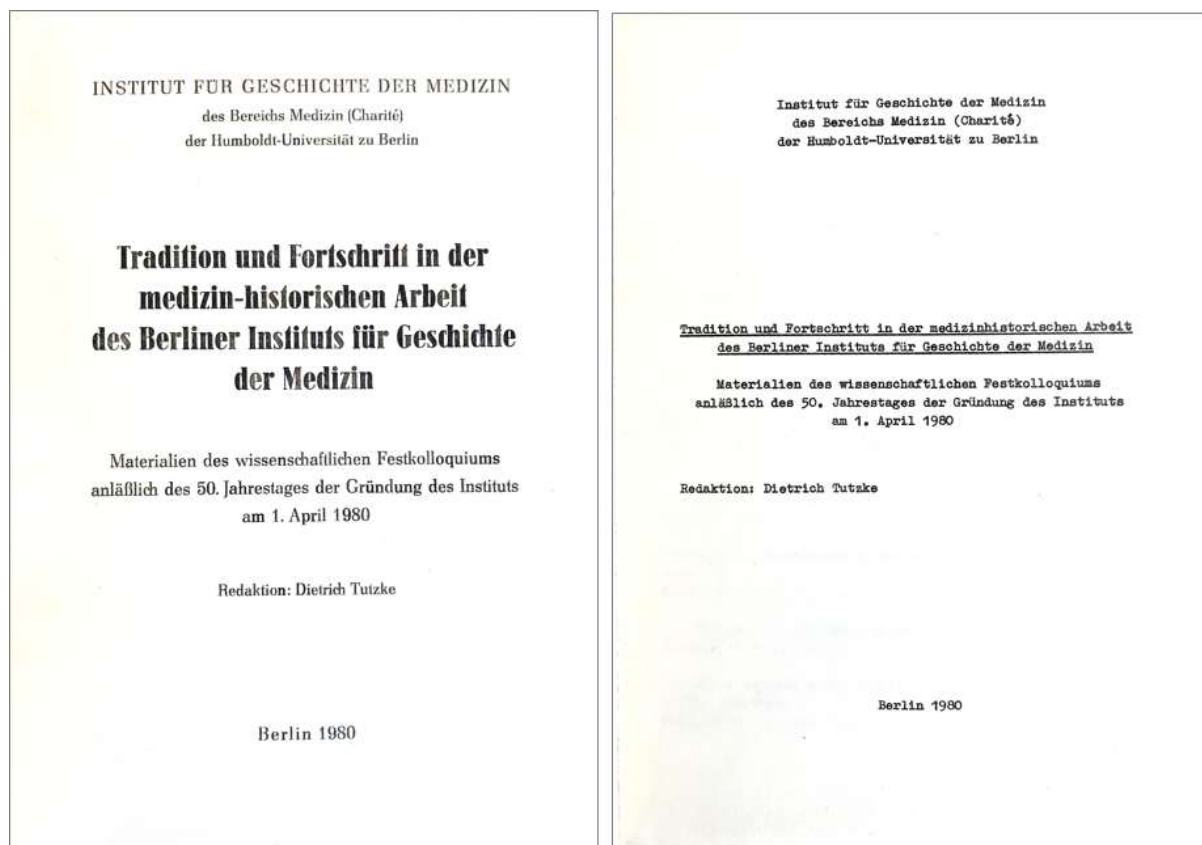 INSTITUT FÜR GESCHICHTE DER MEDIZIN
des Bereichs Medizin (Charité)
der Humboldt-Universität zu Berlin
Tradition und Fortschritt in der
medizin-historischen Arbeit
des Berliner Instituts für Geschichte
der Medizin
Materialien des wissenschaftlichen Festkolloquiums
anläßlich des 50. Jahrestages der Gründung des Instituts
am 1. April 1980
Redaktion: Dietrich Tutzke
Berlin 1980
Institut für Geschichte der Medizin
des Bereichs Medizin (Charité)
der Humboldt-Universität zu Berlin
Tradition und Fortschritt in der medizinhistorischen Arbeit
des Berliner Instituts für Geschichte der Medizin
Materialien des wissenschaftlichen Festkolloquiums
anläßlich des 50. Jahrestages der Gründung des Instituts
am 1. April 1980
Redaktion: Dietrich Tutzke
Berlin 1980